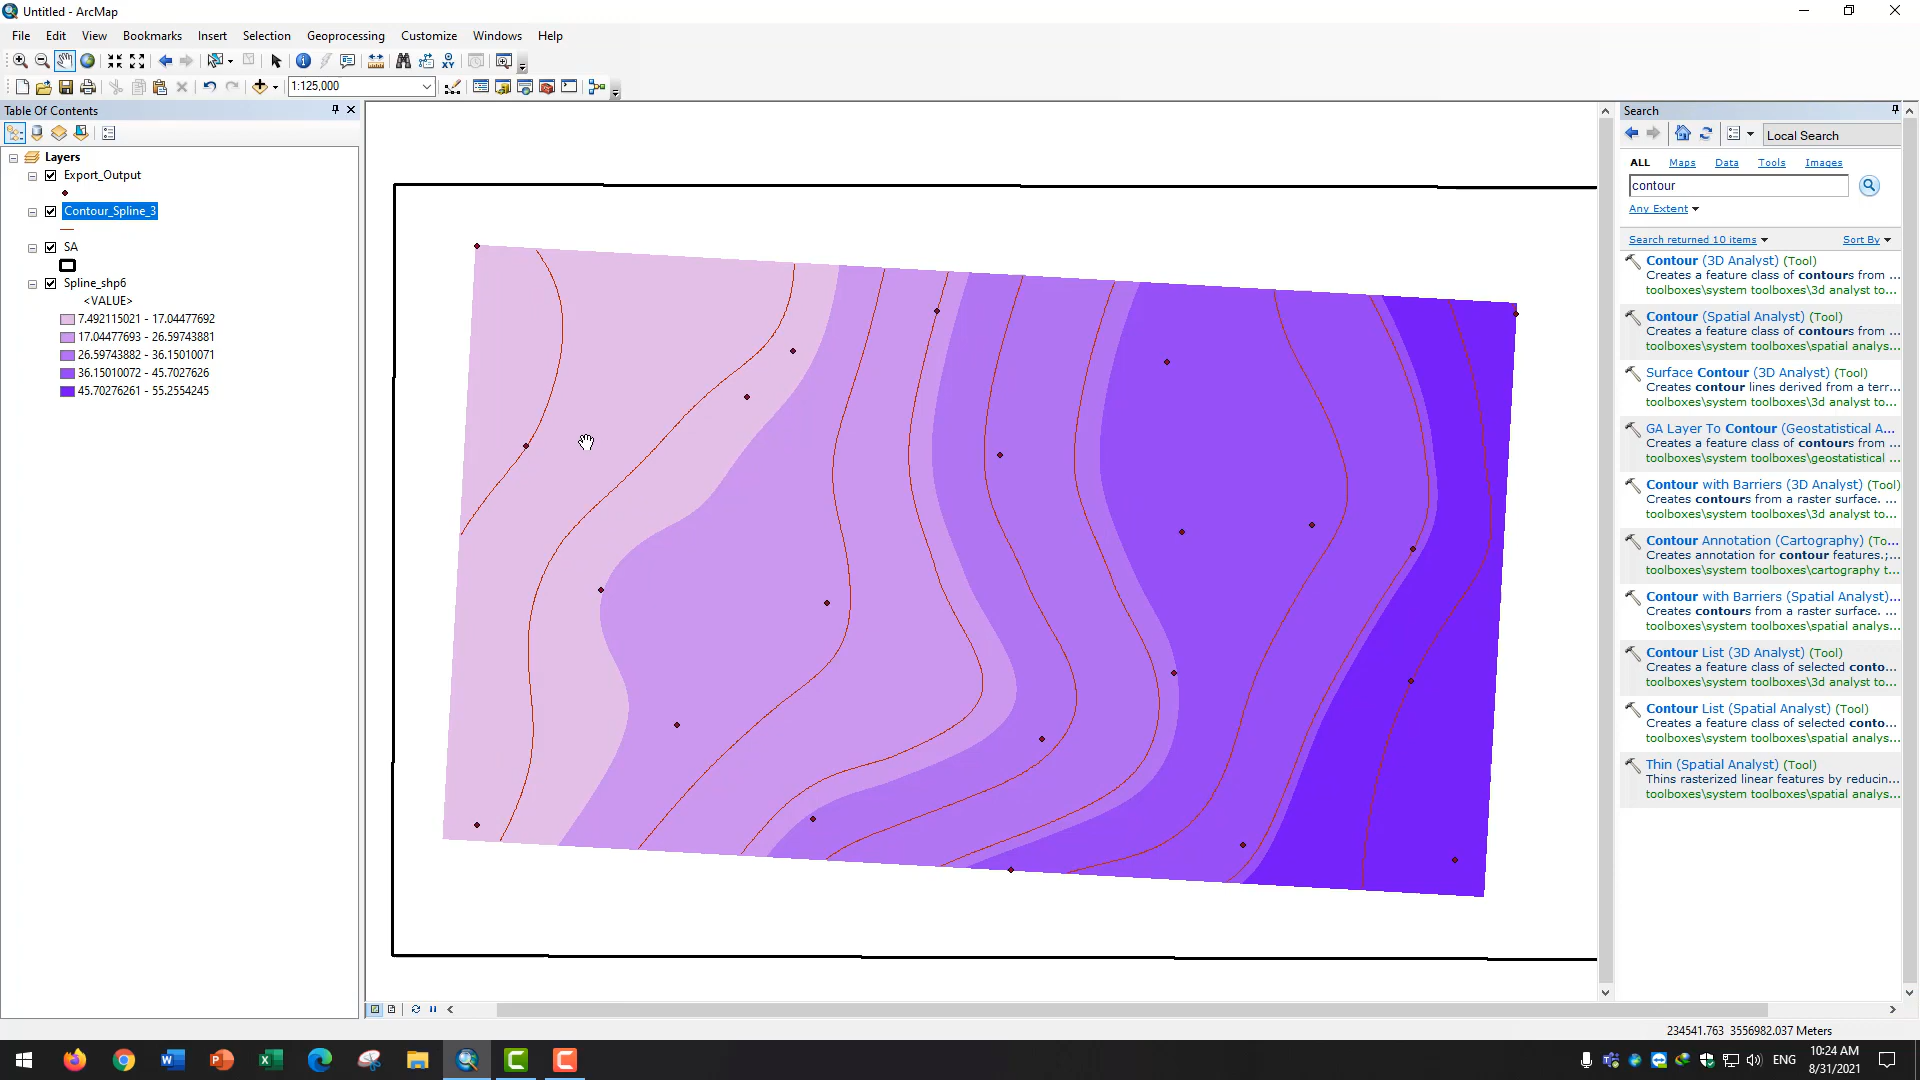 Untitled - ArcMap
File Edit View Bookmarks Insert Selection Geoprocessing Customize Windows Help
1:125,000
Table Of Contents
Layers
Export_Output
Contour_Spline_3
SA
Spline_shp6
<VALUE>
7.492115021 - 17.04477692
17.04477693 - 26.59743881
26.59743882 - 36.15010071
36.15010072 - 45.7027626
45.70276261 - 55.2554245
Search
Local Search
ALL Maps Data Tools Images
contour
Any Extent
Search returned 10 items Sort By
Contour (3D Analyst) (Tool)
Creates a feature class of contours from ...
toolboxes\system toolboxes\3d analyst to...
Contour (Spatial Analyst) (Tool)
Creates a feature class of contours from ...
toolboxes\system toolboxes\spatial analys...
Surface Contour (3D Analyst) (Tool)
Creates contour lines derived from a terr...
toolboxes\system toolboxes\3d analyst to...
GA Layer To Contour (Geostatistical A...
Creates a feature class of contours from ...
toolboxes\system toolboxes\geostatistical ...
Contour with Barriers (3D Analyst) (Tool)
Creates contours from a raster surface. ...
toolboxes\system toolboxes\3d analyst to...
Contour Annotation (Cartography) (To...
Creates annotation for contour features.;...
toolboxes\system toolboxes\cartography t...
Contour with Barriers (Spatial Analyst)...
Creates contours from a raster surface. ...
toolboxes\system toolboxes\spatial analys...
Contour List (3D Analyst) (Tool)
Creates a feature class of selected conto...
toolboxes\system toolboxes\3d analyst to...
Contour List (Spatial Analyst) (Tool)
Creates a feature class of selected conto...
toolboxes\system toolboxes\spatial analys...
Thin (Spatial Analyst) (Tool)
Thins rasterized linear features by reducin...
toolboxes\system toolboxes\spatial analys...
234541.763 3556982.037 Meters
ENG
10:24 AM
8/31/2021